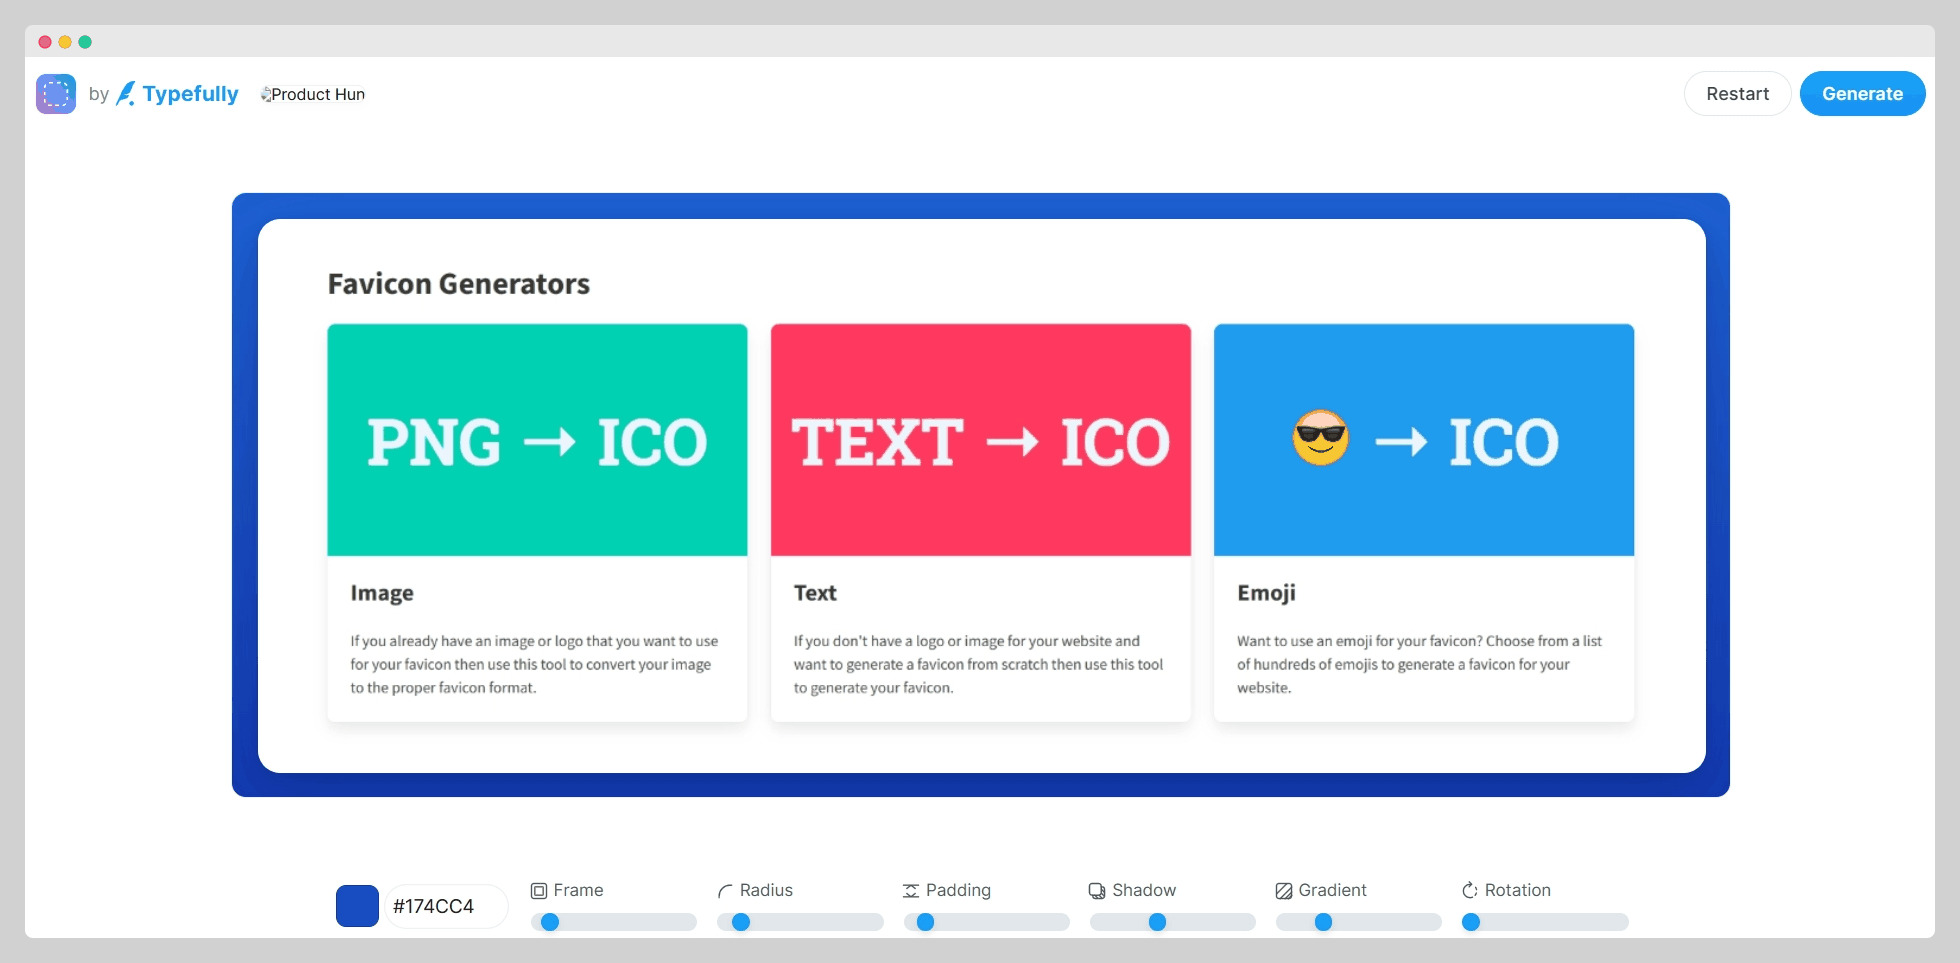 by Typefully
Product Hun
Restart
Generate
Favicon Generators
PNG → ICO
TEXT → ICO
😎 → ICO
Image
If you already have an image or logo that you want to use
for your favicon then use this tool to convert your image
to the proper favicon format.
Text
If you don't have a logo or image for your website and
want to generate a favicon from scratch then use this tool
to generate your favicon.
Emoji
Want to use an emoji for your favicon? Choose from a list
of hundreds of emojis to generate a favicon for your
website.
#174CC4
Frame
Radius
Padding
Shadow
Gradient
Rotation